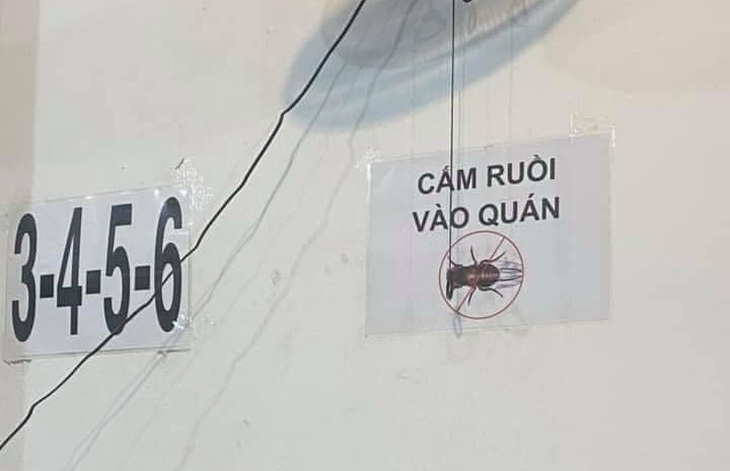 3-4-5-6
CẤM RUỒI
VÀO QUÁN